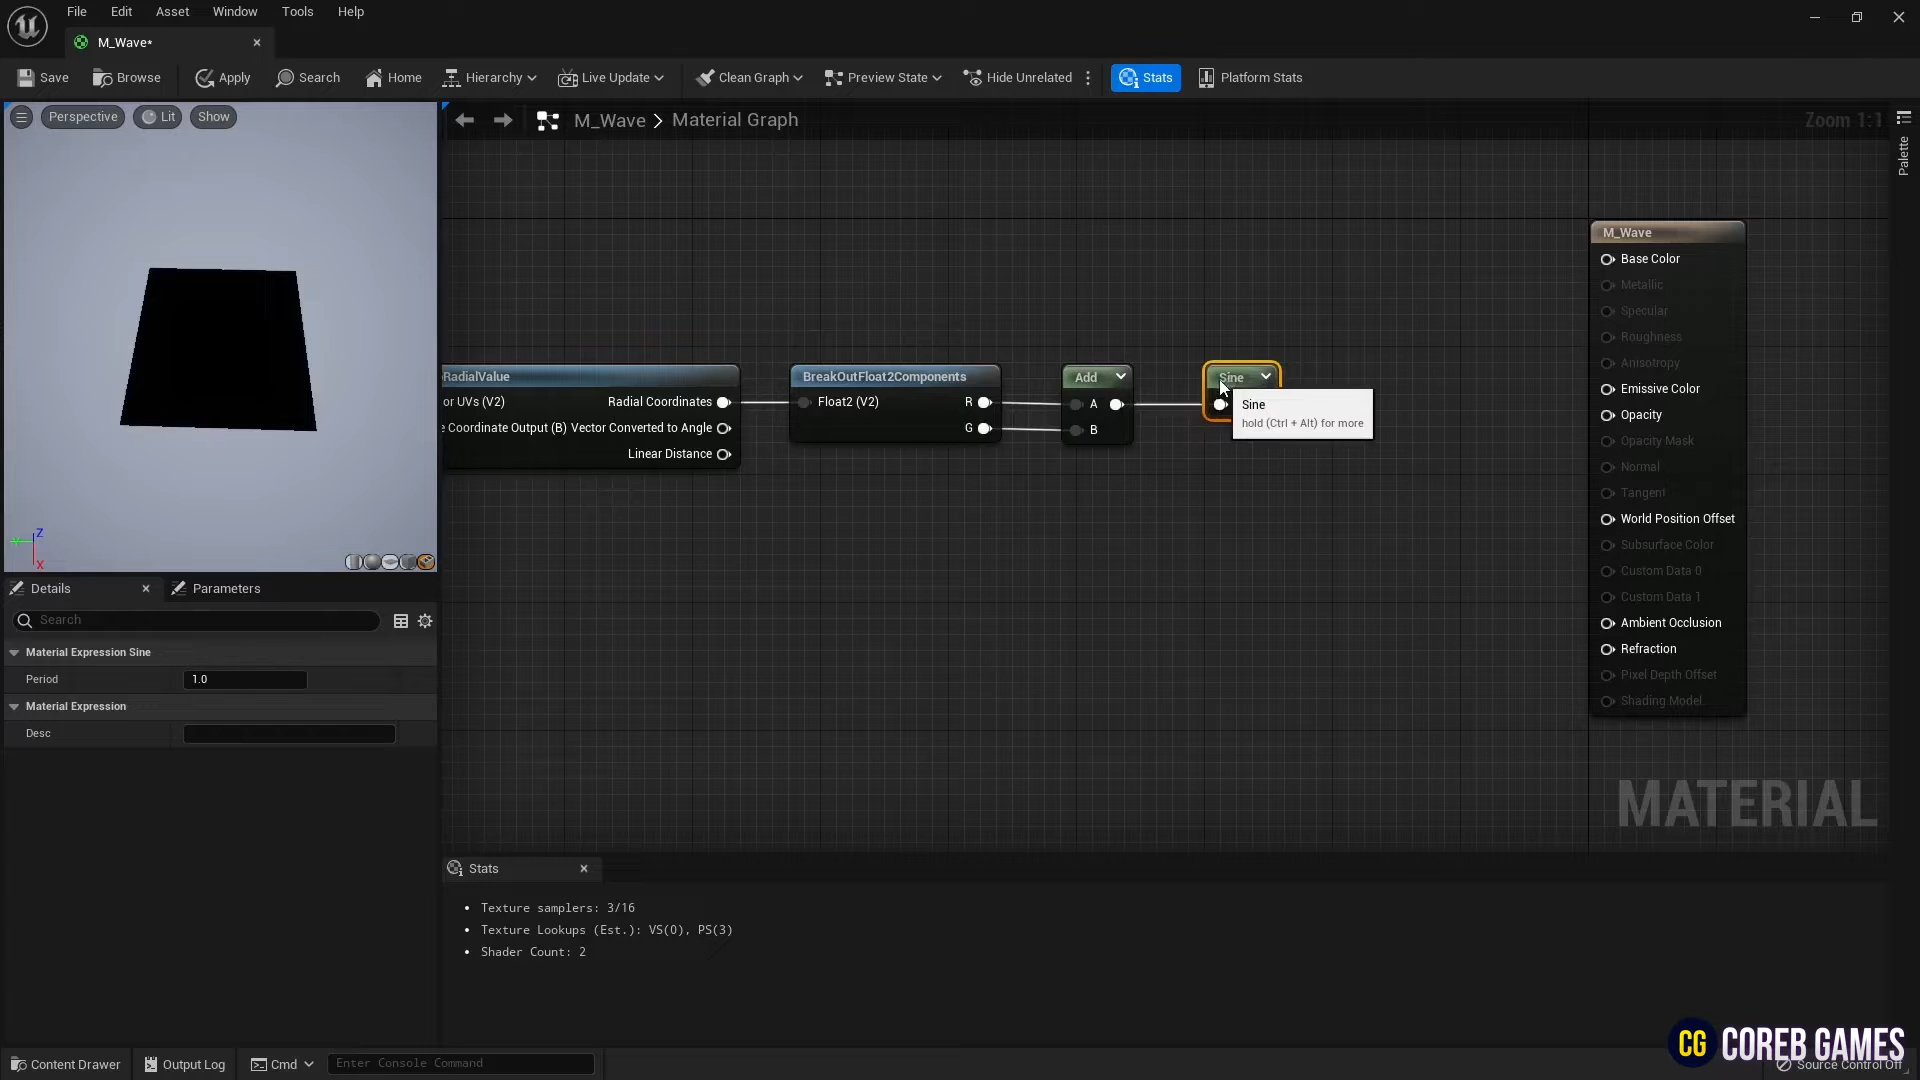 File Edit Asset Window Tools Help
M_Wave*
Save Browse Apply Search Home Hierarchy Live Update Clean Graph Preview State Hide Unrelated Stats Platform Stats
Perspective Lit Show
M_Wave > Material Graph
Zoom 1:1
Palette
M_Wave
Base Color
Metallic
Specular
Roughness
Anisotropy
Emissive Color
Opacity
Opacity Mask
Normal
Tangent
World Position Offset
Subsurface Color
Custom Data 0
Custom Data 1
Ambient Occlusion
Refraction
Pixel Depth Offset
Shading Model
RadialValue
or UVs (V2) Radial Coordinates
e Coordinate Output (B) Vector Converted to Angle
Linear Distance
BreakOutFloat2Components
Float2 (V2) R
G
Add
A
B
Sine
Sine
hold (Ctrl + Alt) for more
MATERIAL
Z
X
Details Parameters
Search
Material Expression Sine
Period 1.0
Material Expression
Desc
Stats
• Texture samplers: 3/16
• Texture Lookups (Est.): VS(0), PS(3)
• Shader Count: 2
CG COREB GAMES
Content Drawer Output Log Cmd Enter Console Command Source Control Off